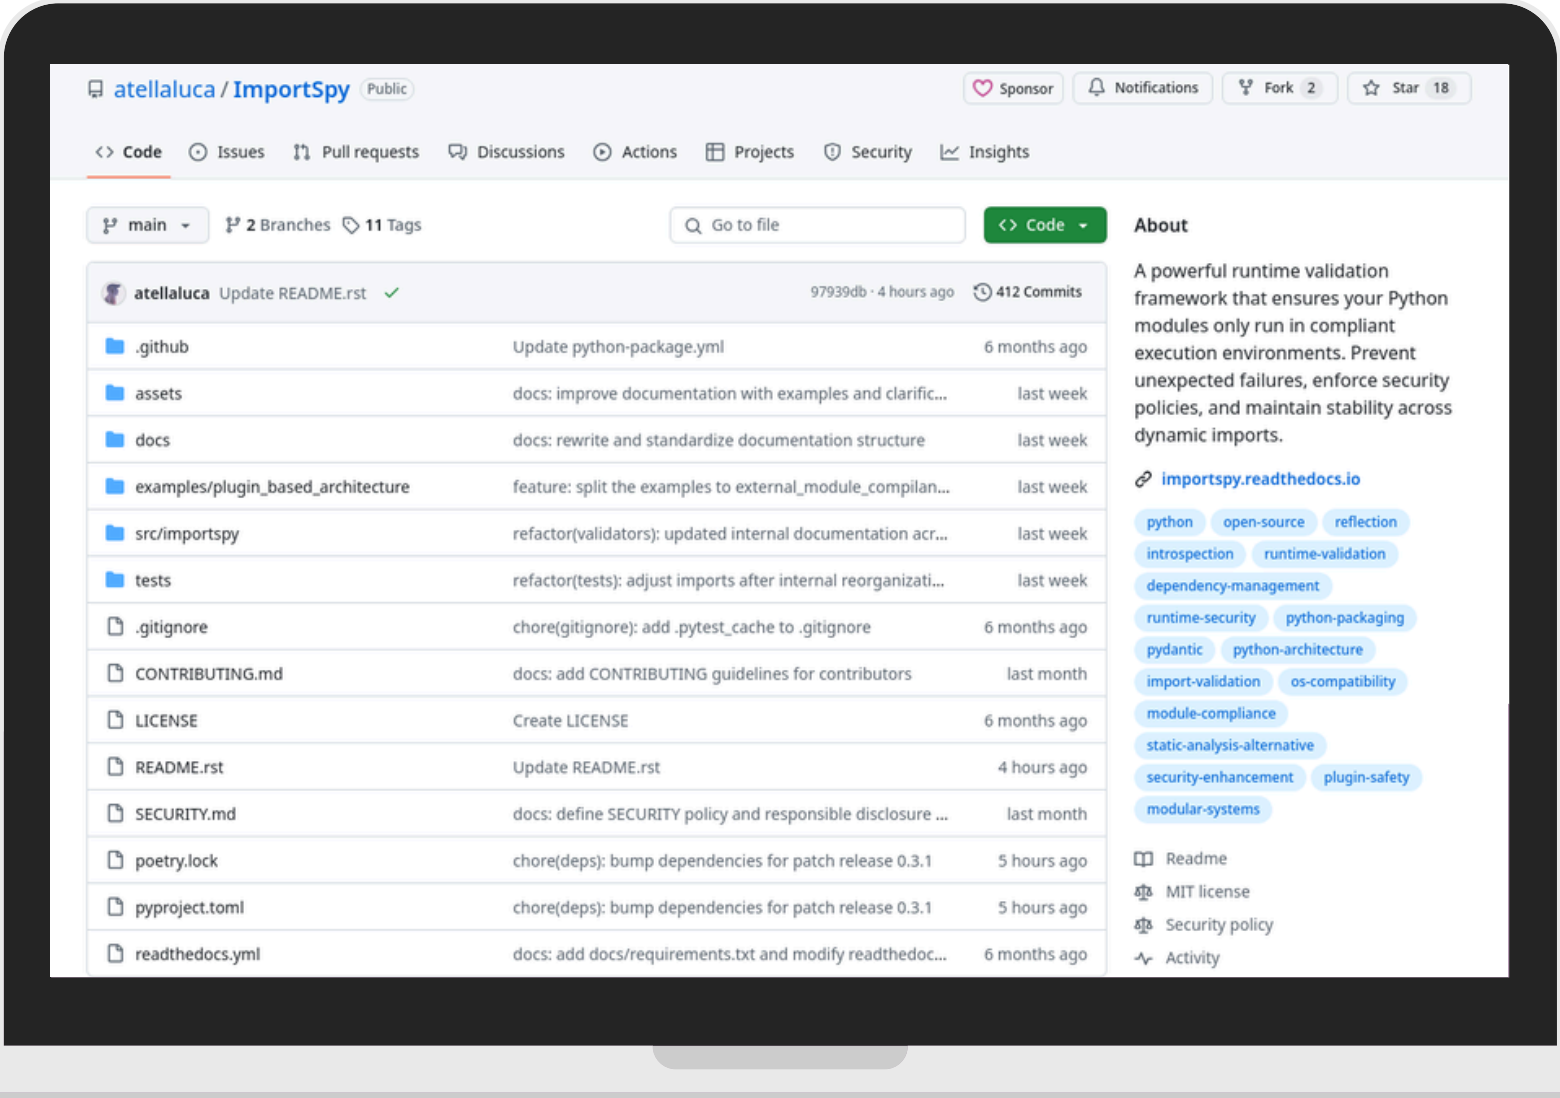 atellaluca / ImportSpy Public
Sponsor Notifications Fork 2 Star 18
Code Issues Pull requests Discussions Actions Projects Security Insights
main 2 Branches 11 Tags Go to file Code
atellaluca Update README.rst 97939db · 4 hours ago 412 Commits
.github Update python-package.yml 6 months ago
assets docs: improve documentation with examples and clarific... last week
docs docs: rewrite and standardize documentation structure last week
examples/plugin_based_architecture feature: split the examples to external_module_compilan... last week
src/importspy refactor(validators): updated internal documentation acr... last week
tests refactor(tests): adjust imports after internal reorganizati... last week
.gitignore chore(gitignore): add .pytest_cache to .gitignore 6 months ago
CONTRIBUTING.md docs: add CONTRIBUTING guidelines for contributors last month
LICENSE Create LICENSE 6 months ago
README.rst Update README.rst 4 hours ago
SECURITY.md docs: define SECURITY policy and responsible disclosure ... last month
poetry.lock chore(deps): bump dependencies for patch release 0.3.1 5 hours ago
pyproject.toml chore(deps): bump dependencies for patch release 0.3.1 5 hours ago
readthedocs.yml docs: add docs/requirements.txt and modify readthedoc... 6 months ago
About
A powerful runtime validation
framework that ensures your Python
modules only run in compliant
execution environments. Prevent
unexpected failures, enforce security
policies, and maintain stability across
dynamic imports.
importspy.readthedocs.io
python open-source reflection
introspection runtime-validation
dependency-management
runtime-security python-packaging
pydantic python-architecture
import-validation os-compatibility
module-compliance
static-analysis-alternative
security-enhancement plugin-safety
modular-systems
Readme
MIT license
Security policy
Activity